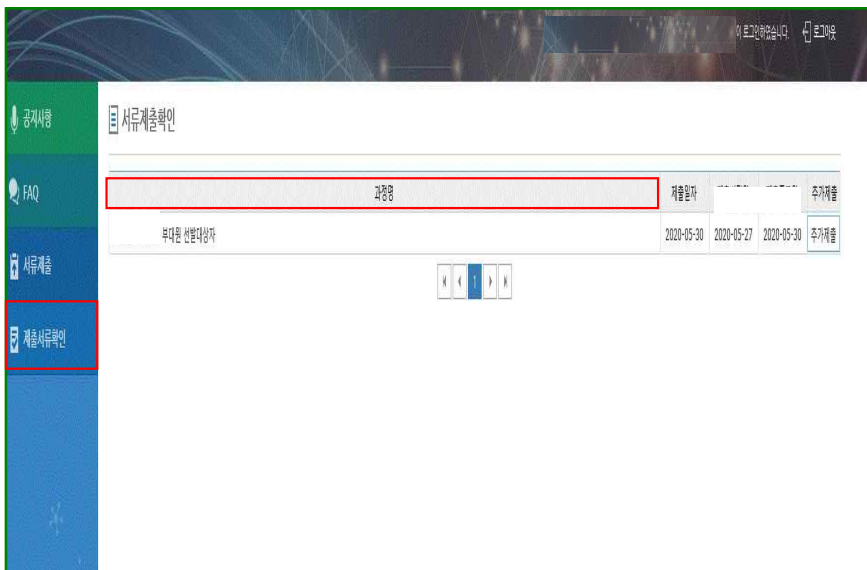 이 로그인하였습니다. 로그아웃
공지사항
서류제출확인
FAQ
과정명 제출일자 추가제출
부대원 선발대상자 2020-05-30 2020-05-27 2020-05-30 추가제출
서류제출
1
제출서류확인